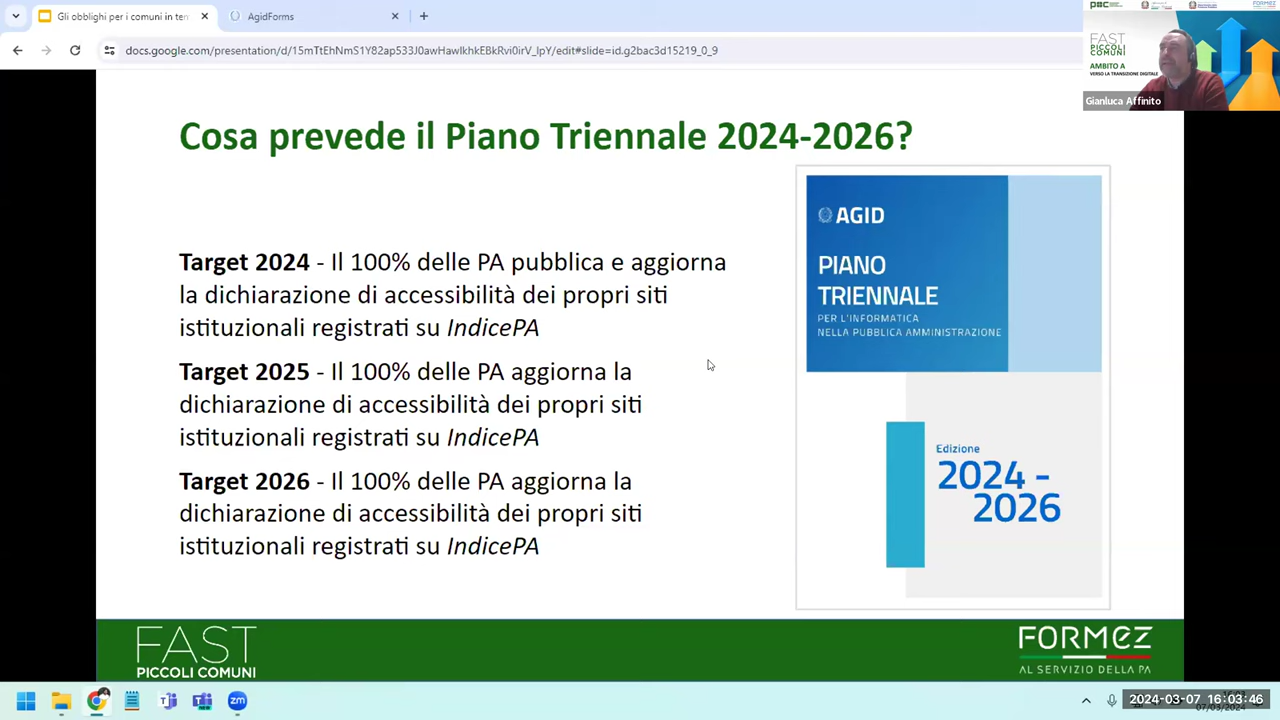 Gli obblighi per i comuni in ten
AgidForms
docs.google.com/presentation/d/15mTtEhNmS1Y82ap33JUawHawlkhkEBkRvi0irV_lpY/edit#slide=id.g2bac3d15219_0_9
FORMEZ
FAST
PICCOLI
COMUNI
AMBITO A
VERSO LA TRANSIZIONE DIGITALE
Gianluca Affinito
Cosa prevede il Piano Triennale 2024-2026?
Target 2024 - Il 100% delle PA pubblica e aggiorna
la dichiarazione di accessibilità dei propri siti
istituzionali registrati su IndicePA
Target 2025 - Il 100% delle PA aggiorna la
dichiarazione di accessibilità dei propri siti
istituzionali registrati su IndicePA
Target 2026 - Il 100% delle PA aggiorna la
dichiarazione di accessibilità dei propri siti
istituzionali registrati su IndicePA
AGID
PIANO
TRIENNALE
PER L'INFORMATICA
NELLA PUBBLICA AMMINISTRAZIONE
Edizione
2024 -
2026
FAST
PICCOLI COMUNI
FORMEZ
AL SERVIZIO DELLA PA
2024-03-07 16:03:46
07/03/2024